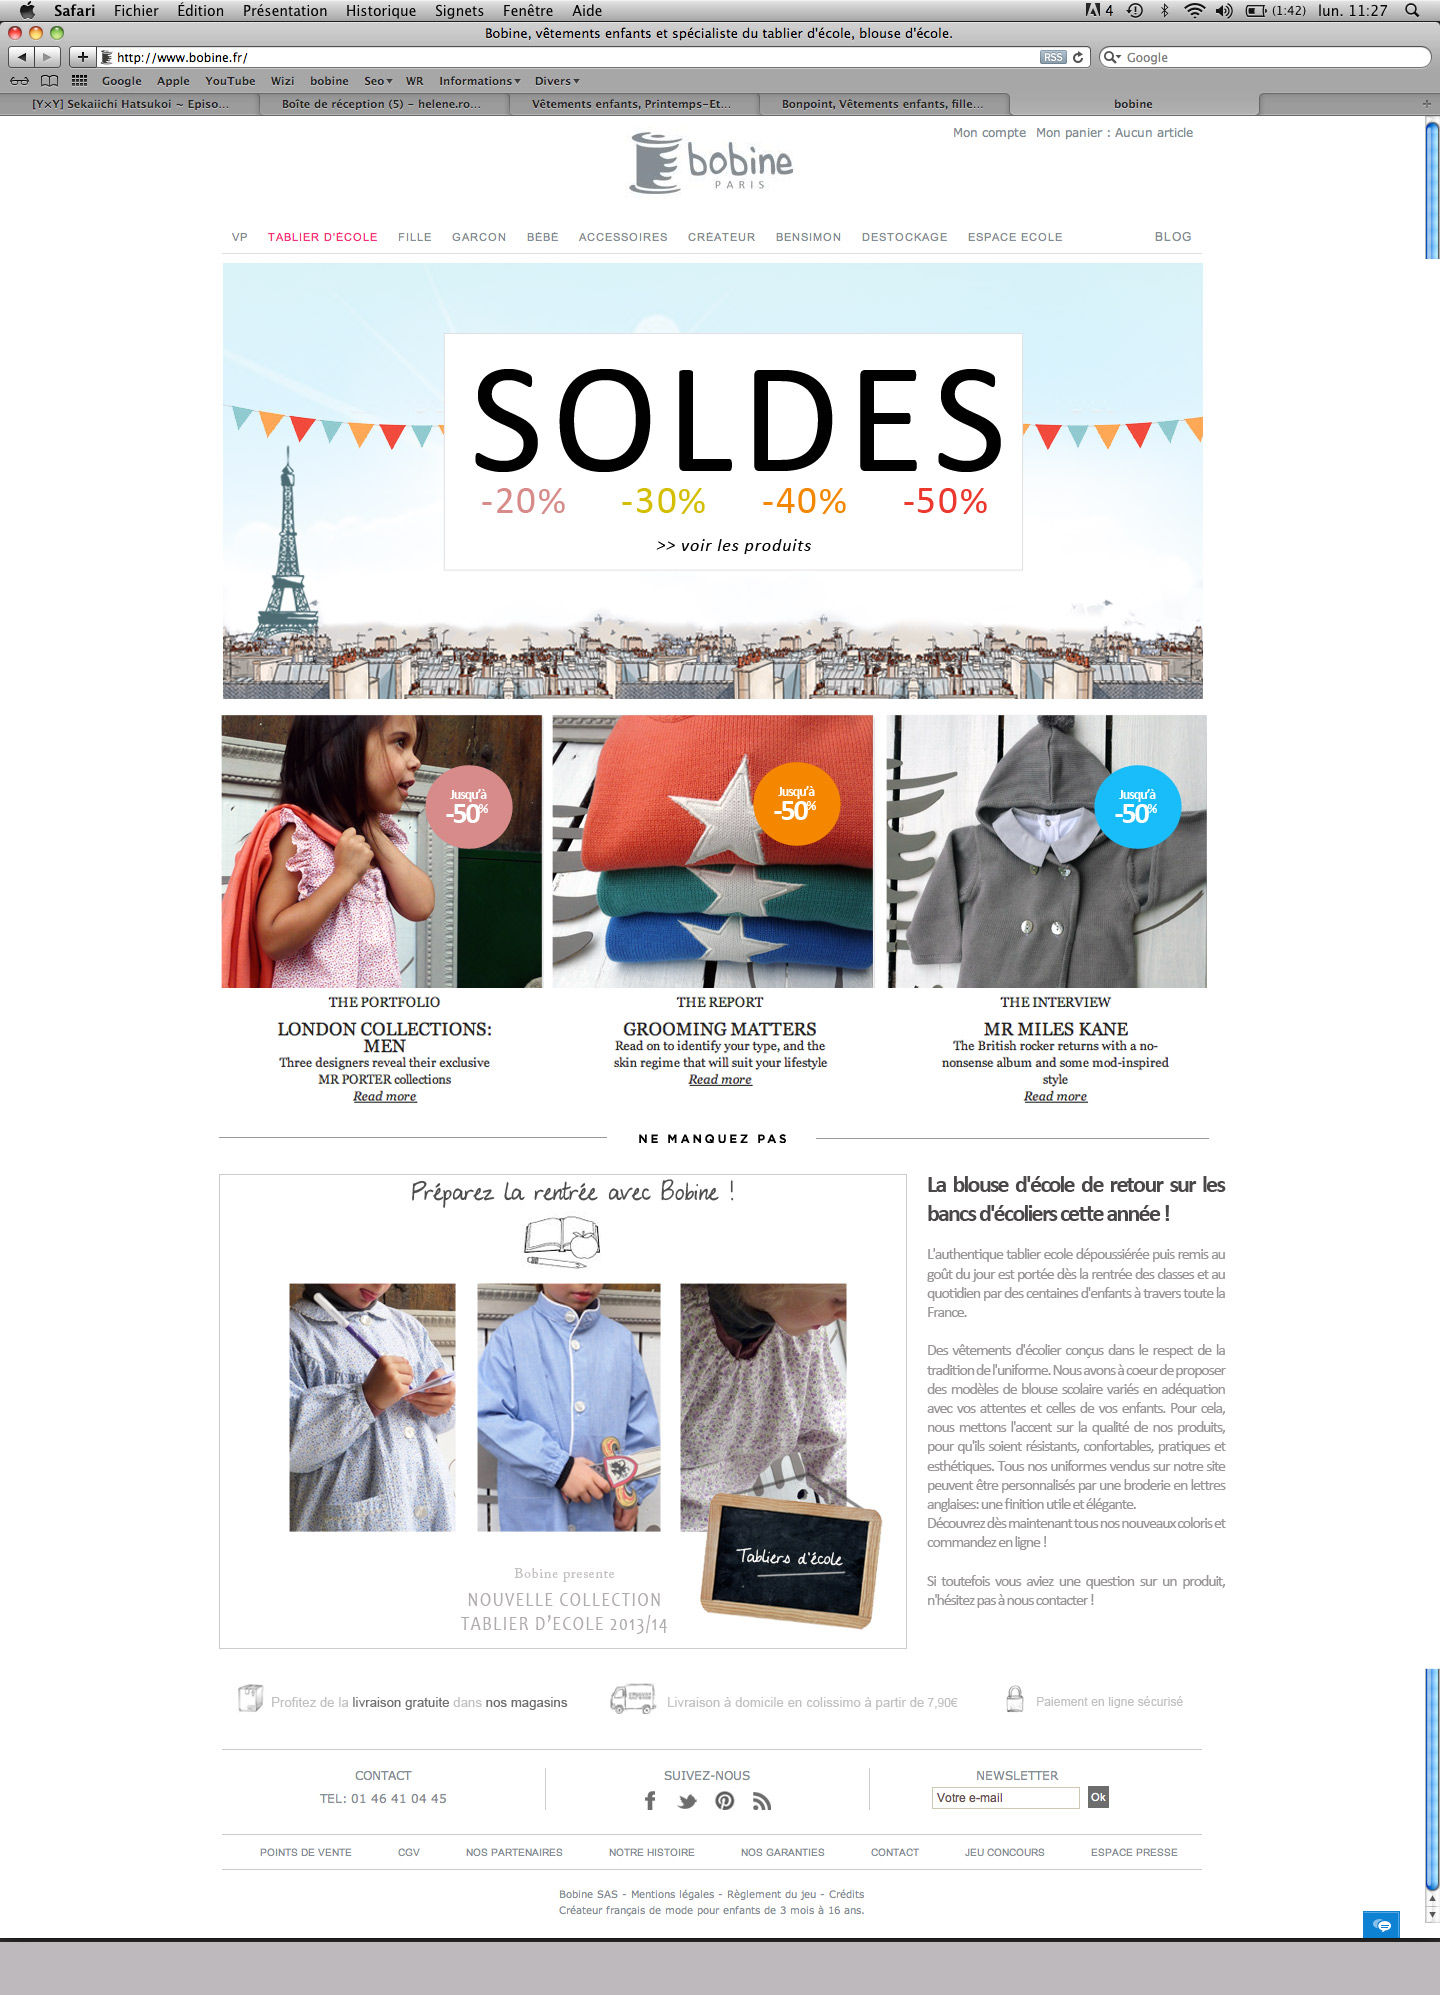 Safari Fichier Édition Présentation Historique Signets Fenêtre Aide 4 (1:42) lun. 11:27
Bobine, vêtements enfants et spécialiste du tablier d'école, blouse d'école.
http://www.bobine.fr/ RSS Google
Google Apple YouTube Wizi bobine Seo WR Informations Divers
[Y×Y] Sekaiichi Hatsukoi ~ Episo... Boîte de réception (5) – helene.ro... Vêtements enfants, Printemps–Et... Bonpoint, Vêtements enfants, fille... bobine
Mon compte Mon panier : Aucun article
bobine
PARIS
VP TABLIER D'ÉCOLE FILLE GARCON BÉBÉ ACCESSOIRES CRÉATEUR BENSIMON DESTOCKAGE ESPACE ECOLE BLOG
SOLDES
-20% -30% -40% -50%
>> voir les produits
Jusqu'à
-50%
Jusqu'à
-50%
Jusqu'à
-50%
THE PORTFOLIO
LONDON COLLECTIONS:
MEN
Three designers reveal their exclusive
MR PORTER collections
Read more
THE REPORT
GROOMING MATTERS
Read on to identify your type, and the
skin regime that will suit your lifestyle
Read more
THE INTERVIEW
MR MILES KANE
The British rocker returns with a no-
nonsense album and some mod-inspired
style
Read more
NE MANQUEZ PAS
Préparez la rentrée avec Bobine !
Tabliers d'école
Bobine presente
NOUVELLE COLLECTION
TABLIER D'ECOLE 2013/14
La blouse d'école de retour sur les
bancs d'écoliers cette année !
L'authentique tablier ecole dépoussiérée puis remis au
goût du jour est portée dès la rentrée des classes et au
quotidien par des centaines d'enfants à travers toute la
France.
Des vêtements d'écolier conçus dans le respect de la
tradition de l'uniforme. Nous avons à coeur de proposer
des modèles de blouse scolaire variés en adéquation
avec vos attentes et celles de vos enfants. Pour cela,
nous mettons l'accent sur la qualité de nos produits,
pour qu'ils soient résistants, confortables, pratiques et
esthétiques. Tous nos uniformes vendus sur notre site
peuvent être personnalisés par une broderie en lettres
anglaises: une finition utile et élégante.
Découvrez dès maintenant tous nos nouveaux coloris et
commandez en ligne !
Si toutefois vous aviez une question sur un produit,
n'hésitez pas à nous contacter !
Profitez de la livraison gratuite dans nos magasins
Livraison à domicile en colissimo à partir de 7,90€
Paiement en ligne sécurisé
CONTACT
TEL: 01 46 41 04 45
SUIVEZ-NOUS
NEWSLETTER
Votre e-mail Ok
POINTS DE VENTE CGV NOS PARTENAIRES NOTRE HISTOIRE NOS GARANTIES CONTACT JEU CONCOURS ESPACE PRESSE
Bobine SAS - Mentions légales - Règlement du jeu - Crédits
Créateur français de mode pour enfants de 3 mois à 16 ans.